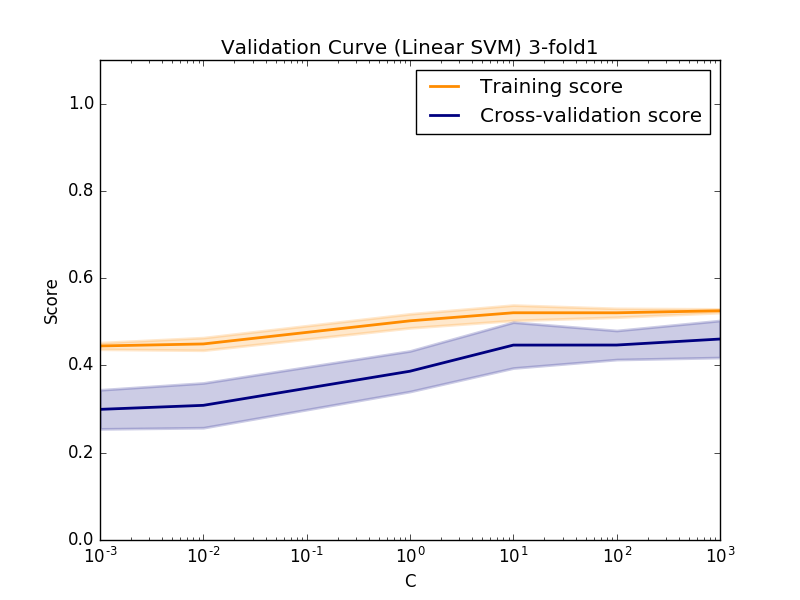 Validation Curve (Linear SVM) 3-fold1
Training score
Cross-validation score
1.0
0.8
0.6
0.4
0.2
0.0
Score
10^-3 10^-2 10^-1 10^0 10^1 10^2 10^3
C